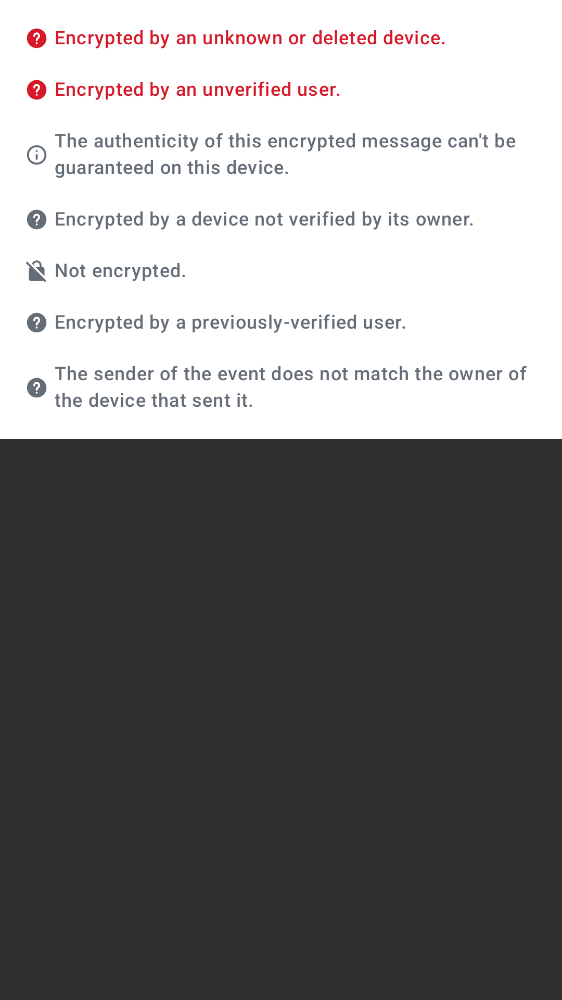 Encrypted by an unknown or deleted device.
Encrypted by an unverified user.
The authenticity of this encrypted message can't be
guaranteed on this device.
Encrypted by a device not verified by its owner.
Not encrypted.
Encrypted by a previously-verified user.
The sender of the event does not match the owner of
the device that sent it.